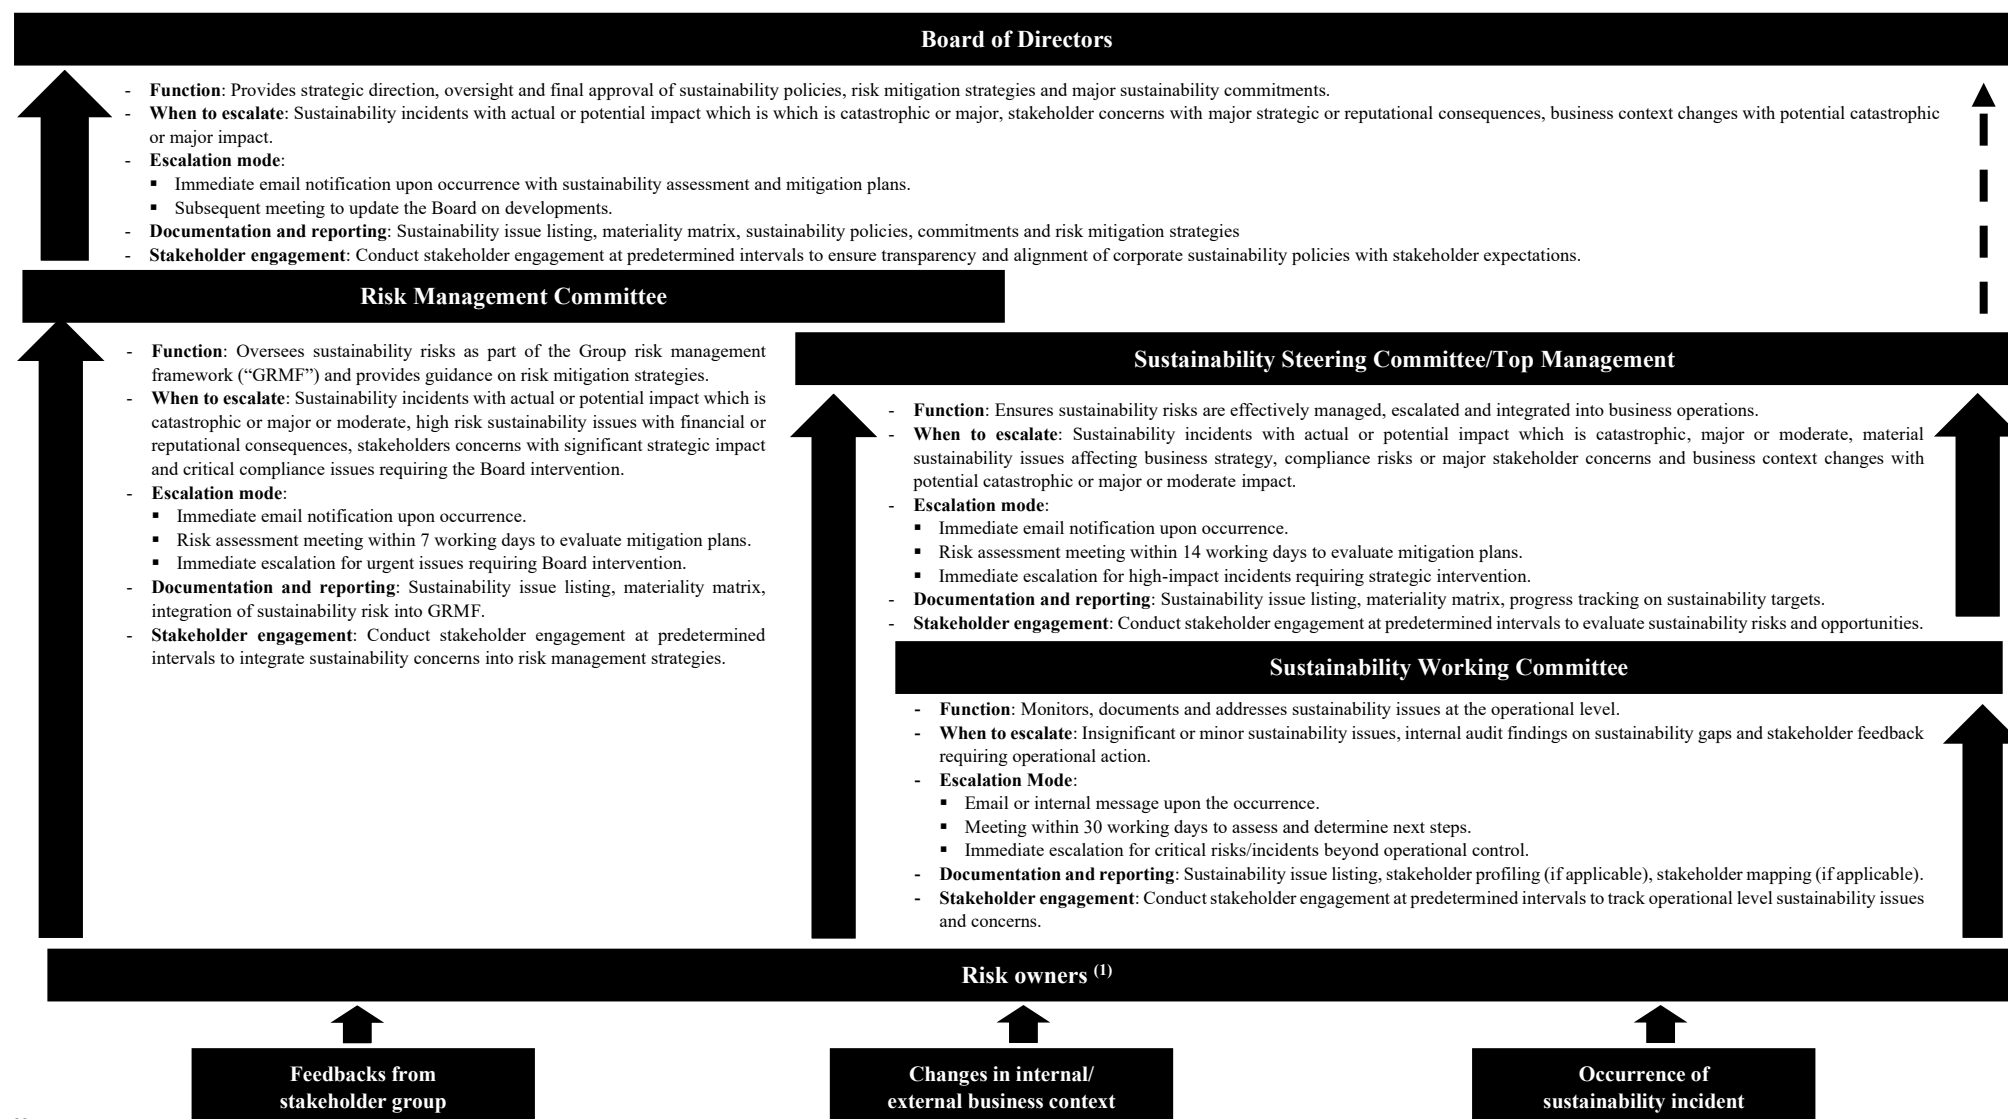 Board of Directors
- Function: Provides strategic direction, oversight and final approval of sustainability policies, risk mitigation strategies and major sustainability commitments.
- When to escalate: Sustainability incidents with actual or potential impact which is which is catastrophic or major, stakeholder concerns with major strategic or reputational consequences, business context changes with potential catastrophic
or major impact.
- Escalation mode:
▪ Immediate email notification upon occurrence with sustainability assessment and mitigation plans.
▪ Subsequent meeting to update the Board on developments.
- Documentation and reporting: Sustainability issue listing, materiality matrix, sustainability policies, commitments and risk mitigation strategies
- Stakeholder engagement: Conduct stakeholder engagement at predetermined intervals to ensure transparency and alignment of corporate sustainability policies with stakeholder expectations.
Risk Management Committee
- Function: Oversees sustainability risks as part of the Group risk management
framework (“GRMF”) and provides guidance on risk mitigation strategies.
- When to escalate: Sustainability incidents with actual or potential impact which is
catastrophic or major or moderate, high risk sustainability issues with financial or
reputational consequences, stakeholders concerns with significant strategic impact
and critical compliance issues requiring the Board intervention.
- Escalation mode:
▪ Immediate email notification upon occurrence.
▪ Risk assessment meeting within 7 working days to evaluate mitigation plans.
▪ Immediate escalation for urgent issues requiring Board intervention.
- Documentation and reporting: Sustainability issue listing, materiality matrix,
integration of sustainability risk into GRMF.
- Stakeholder engagement: Conduct stakeholder engagement at predetermined
intervals to integrate sustainability concerns into risk management strategies.
Sustainability Steering Committee/Top Management
- Function: Ensures sustainability risks are effectively managed, escalated and integrated into business operations.
- When to escalate: Sustainability incidents with actual or potential impact which is catastrophic, major or moderate, material
sustainability issues affecting business strategy, compliance risks or major stakeholder concerns and business context changes with
potential catastrophic or major or moderate impact.
- Escalation mode:
▪ Immediate email notification upon occurrence.
▪ Risk assessment meeting within 14 working days to evaluate mitigation plans.
▪ Immediate escalation for high-impact incidents requiring strategic intervention.
- Documentation and reporting: Sustainability issue listing, materiality matrix, progress tracking on sustainability targets.
- Stakeholder engagement: Conduct stakeholder engagement at predetermined intervals to evaluate sustainability risks and opportunities.
Sustainability Working Committee
- Function: Monitors, documents and addresses sustainability issues at the operational level.
- When to escalate: Insignificant or minor sustainability issues, internal audit findings on sustainability gaps and stakeholder feedback
requiring operational action.
- Escalation Mode:
▪ Email or internal message upon the occurrence.
▪ Meeting within 30 working days to assess and determine next steps.
▪ Immediate escalation for critical risks/incidents beyond operational control.
- Documentation and reporting: Sustainability issue listing, stakeholder profiling (if applicable), stakeholder mapping (if applicable).
- Stakeholder engagement: Conduct stakeholder engagement at predetermined intervals to track operational level sustainability issues
and concerns.
Risk owners (1)
Feedbacks from
stakeholder group
Changes in internal/
external business context
Occurrence of
sustainability incident